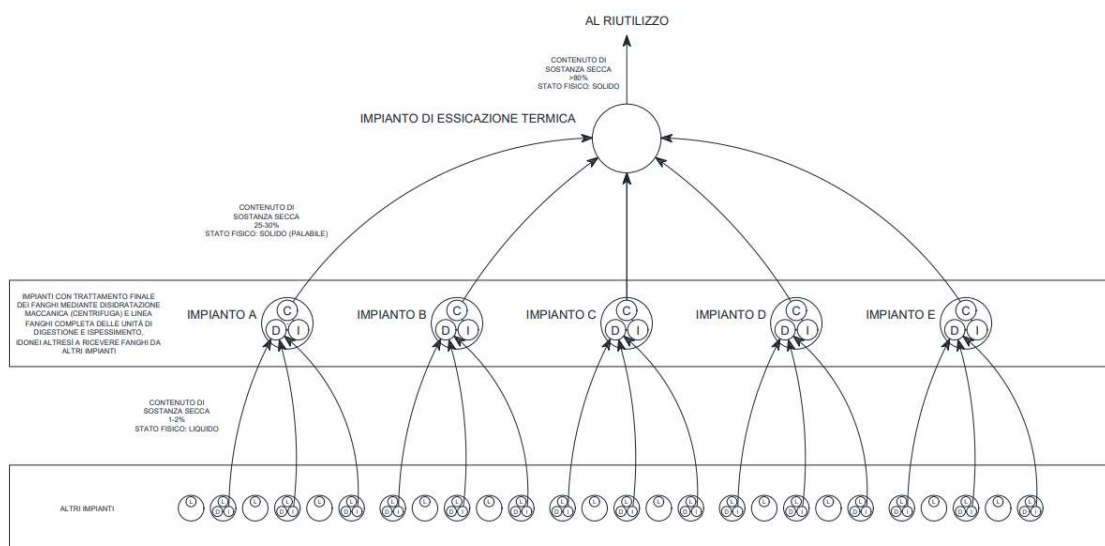 AL RIUTILIZZO
CONTENUTO DI
SOSTANZA SECCA
>80%
STATO FISICO: SOLIDO
IMPIANTO DI ESSICAZIONE TERMICA
CONTENUTO DI
SOSTANZA SECCA
25-30%
STATO FISICO: SOLIDO (PALABILE)
IMPIANTI CON TRATTAMENTO FINALE
DEI FANGHI MEDIANTE DISIDRATAZIONE
MACCANICA (CENTRIFUGA) E LINEA
FANGHI COMPLETA DELLE UNITÀ DI
DIGESTIONE E ISPESSIMENTO,
IDONEI ALTRESÌ A RICEVERE FANGHI DA
ALTRI IMPIANTI
IMPIANTO A
C
D I
IMPIANTO B
C
D I
IMPIANTO C
C
D I
IMPIANTO D
C
D I
IMPIANTO E
C
D I
CONTENUTO DI
SOSTANZA SECCA
1-2%
STATO FISICO: LIQUIDO
ALTRI IMPIANTI
L L L L L L L L L L L L L L L L L L L L L L L L L L L
D I D I D I D I D I D I D I D I D I D I D I D I D I D I D I